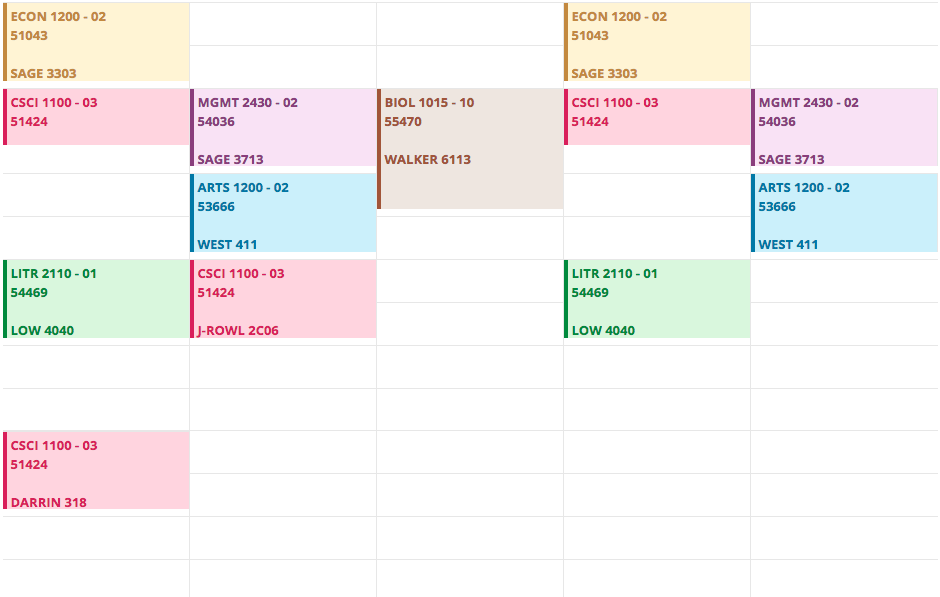 ECON 1200 - 02
51043
SAGE 3303
ECON 1200 - 02
51043
SAGE 3303
CSCI 1100 - 03
51424
MGMT 2430 - 02
54036
SAGE 3713
BIOL 1015 - 10
55470
WALKER 6113
CSCI 1100 - 03
51424
MGMT 2430 - 02
54036
SAGE 3713
ARTS 1200 - 02
53666
WEST 411
ARTS 1200 - 02
53666
WEST 411
LITR 2110 - 01
54469
LOW 4040
CSCI 1100 - 03
51424
J-ROWL 2C06
LITR 2110 - 01
54469
LOW 4040
CSCI 1100 - 03
51424
DARRIN 318